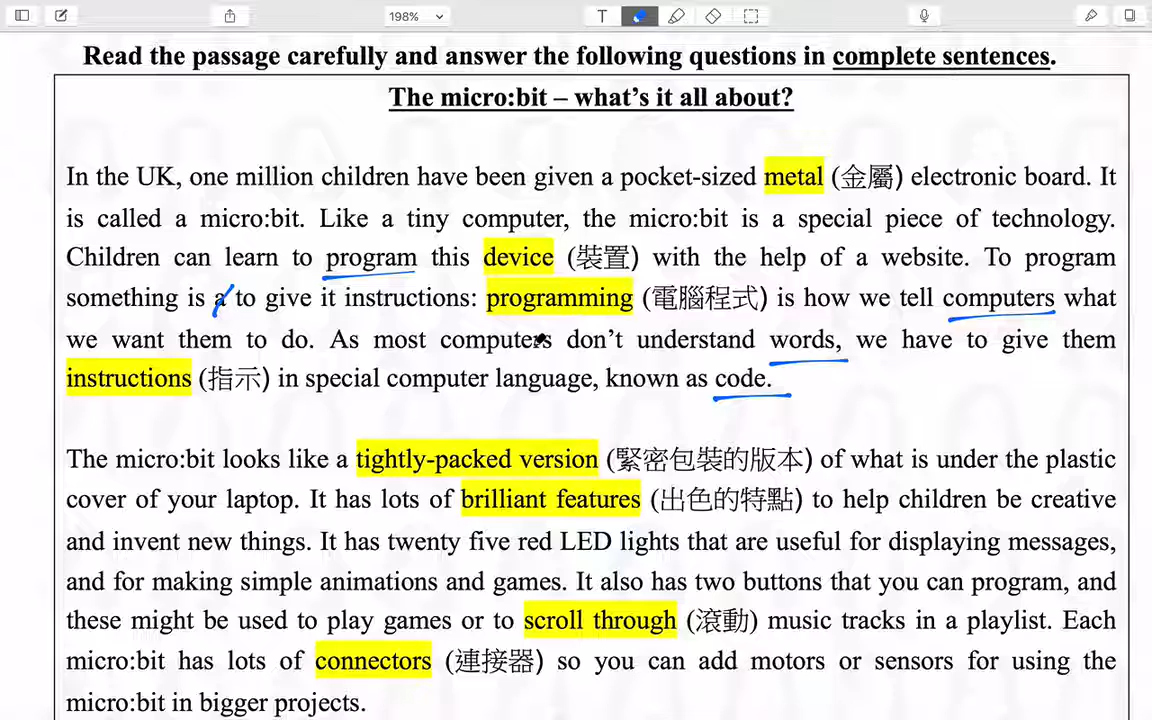 198%
T
Read the passage carefully and answer the following questions in complete sentences.
The micro:bit – what's it all about?
In the UK, one million children have been given a pocket-sized metal (金屬) electronic board. It
is called a micro:bit. Like a tiny computer, the micro:bit is a special piece of technology.
Children can learn to program this device (裝置) with the help of a website. To program
something is a to give it instructions: programming (電腦程式) is how we tell computers what
we want them to do. As most computers don't understand words, we have to give them
instructions (指示) in special computer language, known as code.
The micro:bit looks like a tightly-packed version (緊密包裝的版本) of what is under the plastic
cover of your laptop. It has lots of brilliant features (出色的特點) to help children be creative
and invent new things. It has twenty five red LED lights that are useful for displaying messages,
and for making simple animations and games. It also has two buttons that you can program, and
these might be used to play games or to scroll through (滾動) music tracks in a playlist. Each
micro:bit has lots of connectors (連接器) so you can add motors or sensors for using the
micro:bit in bigger projects.